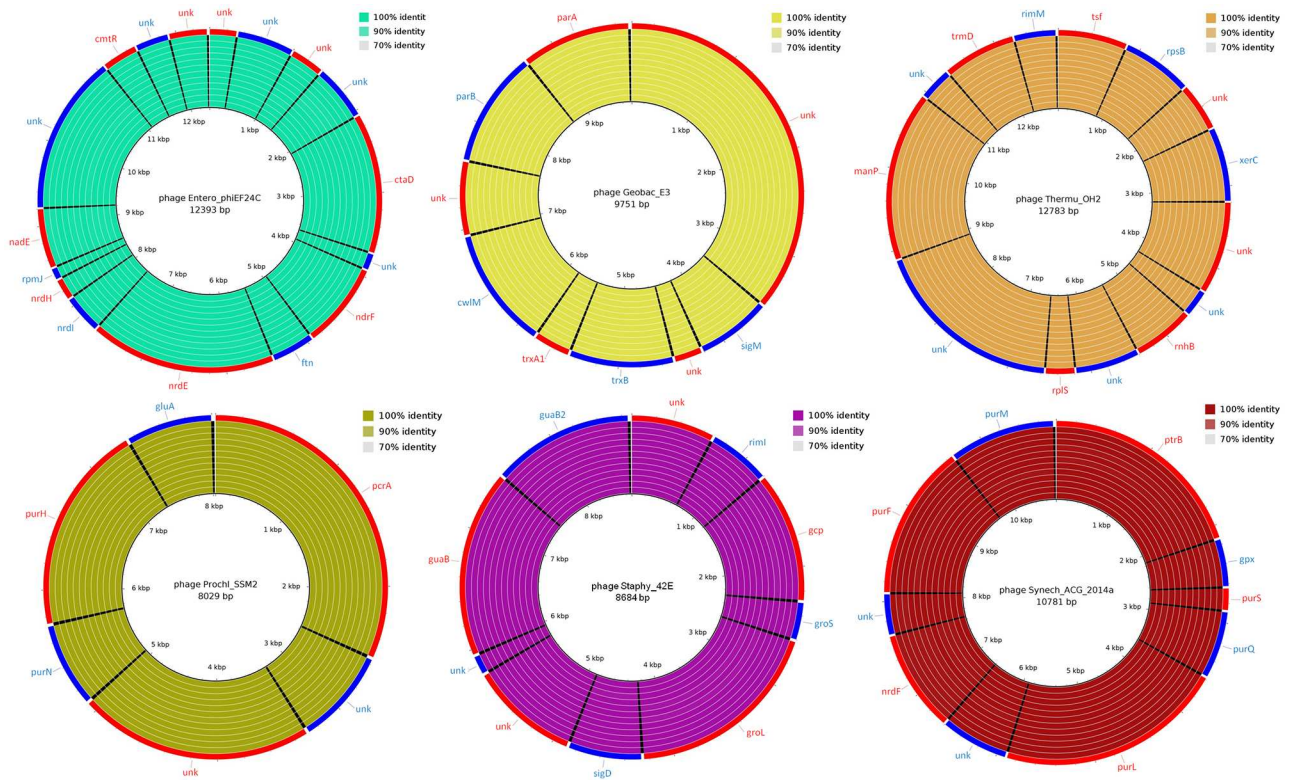 unk
unk
unk
unk
unk
cmtR
unk
unk
unk
ctaD
unk
ndrF
ftn
nrdE
nrdI
nrdH
rpmJ
nadE
100% identit
90% identity
70% identity
12 kbp
1 kbp
11 kbp
2 kbp
10 kbp
3 kbp
9 kbp
4 kbp
8 kbp
5 kbp
7 kbp
6 kbp
phage Entero_phiEF24C
12393 bp
parA
parB
unk
unk
cwlM
sigM
trxA1
unk
trxB
100% identity
90% identity
70% identity
9 kbp
1 kbp
8 kbp
2 kbp
7 kbp
3 kbp
6 kbp
4 kbp
5 kbp
phage Geobac_E3
9751 bp
rimM
tsf
trmD
rpsB
unk
unk
xerC
manP
unk
unk
rnhB
unk
unk
rplS
100% identity
90% identity
70% identity
12 kbp
1 kbp
11 kbp
2 kbp
10 kbp
3 kbp
9 kbp
4 kbp
8 kbp
5 kbp
7 kbp
6 kbp
phage Thermu_OH2
12783 bp
gluA
pcrA
purH
purN
unk
unk
100% identity
90% identity
70% identity
8 kbp
1 kbp
7 kbp
2 kbp
6 kbp
3 kbp
5 kbp
4 kbp
phage Prochl_SSM2
8029 bp
guaB2
unk
rimI
gcp
guaB
groS
unk
unk
groL
sigD
100% identity
90% identity
70% identity
8 kbp
1 kbp
7 kbp
2 kbp
6 kbp
3 kbp
5 kbp
4 kbp
phage Staphy_42E
8684 bp
purM
ptrB
purF
gpx
purS
unk
purQ
nrdF
unk
purL
100% identity
90% identity
70% identity
10 kbp
1 kbp
9 kbp
2 kbp
8 kbp
3 kbp
7 kbp
4 kbp
6 kbp
5 kbp
phage Synech_ACG_2014a
10781 bp